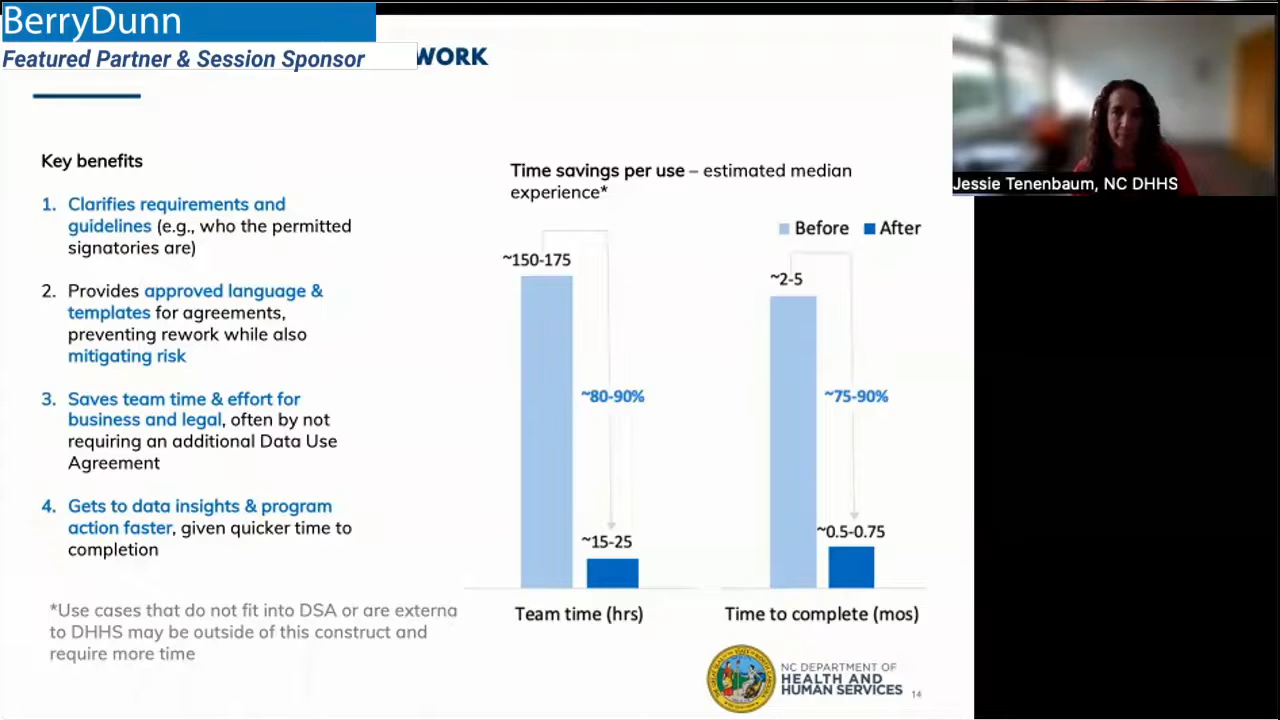 BerryDunn
Featured Partner & Session Sponsor
WORK
Jessie Tenenbaum, NC DHHS
Key benefits
1. Clarifies requirements and
guidelines (e.g., who the permitted
signatories are)
2. Provides approved language &
templates for agreements,
preventing rework while also
mitigating risk
3. Saves team time & effort for
business and legal, often by not
requiring an additional Data Use
Agreement
4. Gets to data insights & program
action faster, given quicker time to
completion
*Use cases that do not fit into DSA or are externa
to DHHS may be outside of this construct and
require more time
Time savings per use – estimated median
experience*
Before After
~150-175
~80-90%
~15-25
Team time (hrs)
~2-5
~75-90%
~0.5-0.75
Time to complete (mos)
NC DEPARTMENT OF
HEALTH AND
HUMAN SERVICES
14